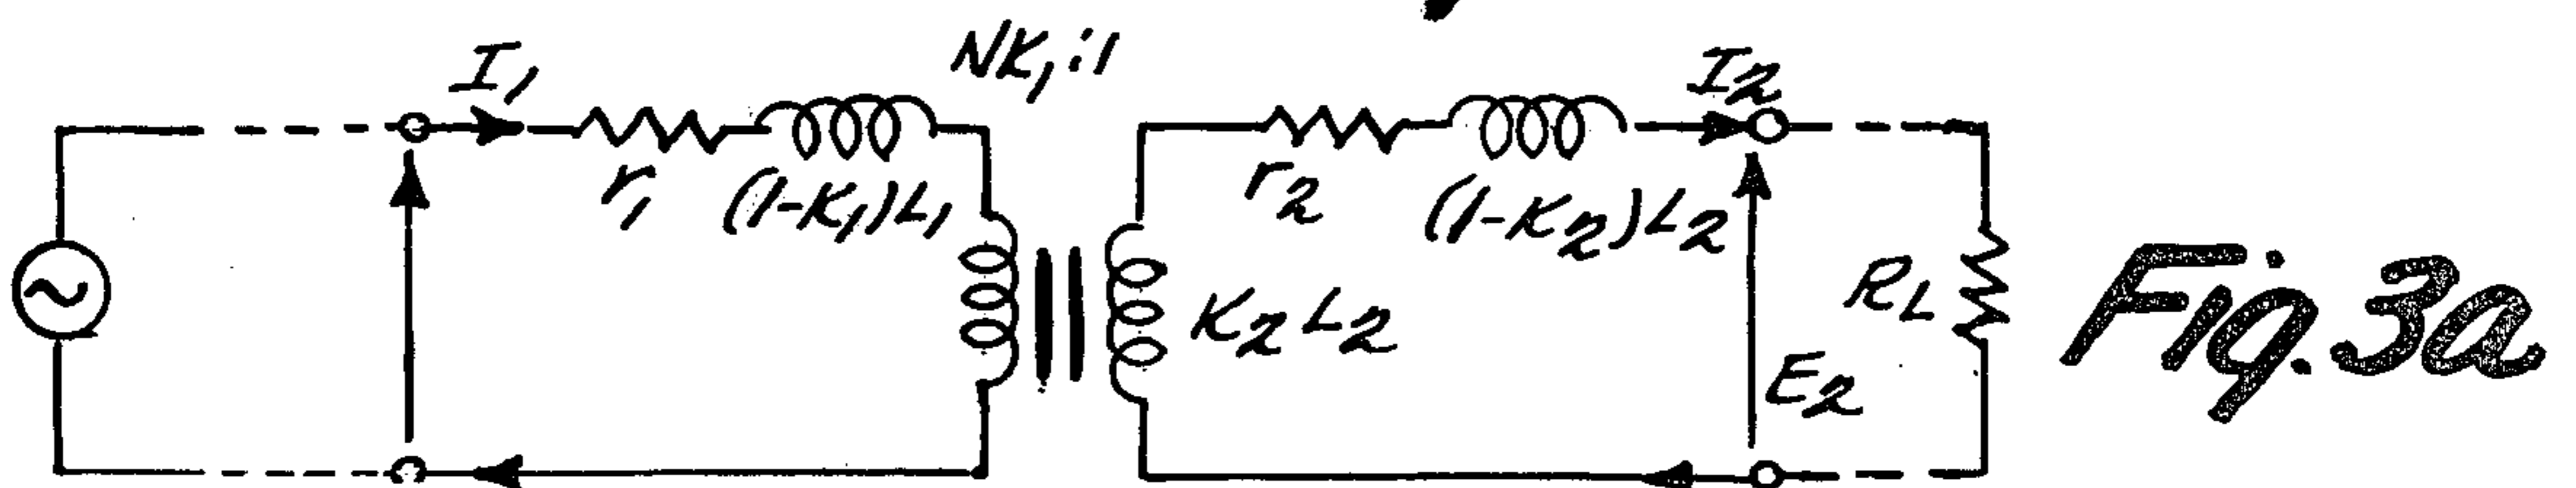 I₁
NK₁:1
I₂
r₁
(1-K₁)L₁
r₂
(1-K₂)L₂
K₂L₂
RL
E₂
Fig. 3a